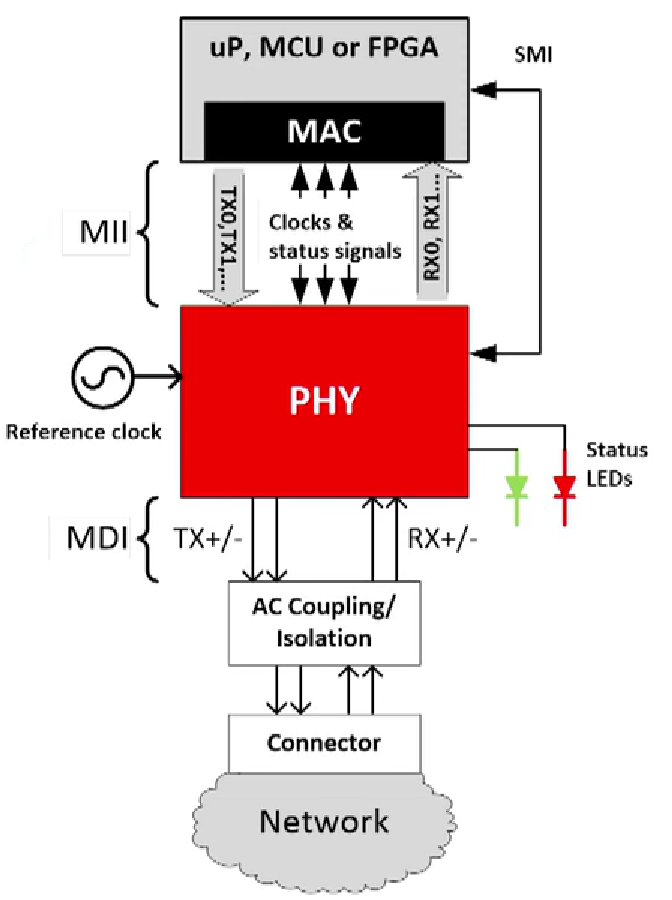 uP, MCU or FPGA
SMI
MAC
MII
TX0,TX1,...
Clocks &
status signals
RX0, RX1...
PHY
Reference clock
Status
LEDs
MDI
TX+/-
RX+/-
AC Coupling/
Isolation
Connector
Network